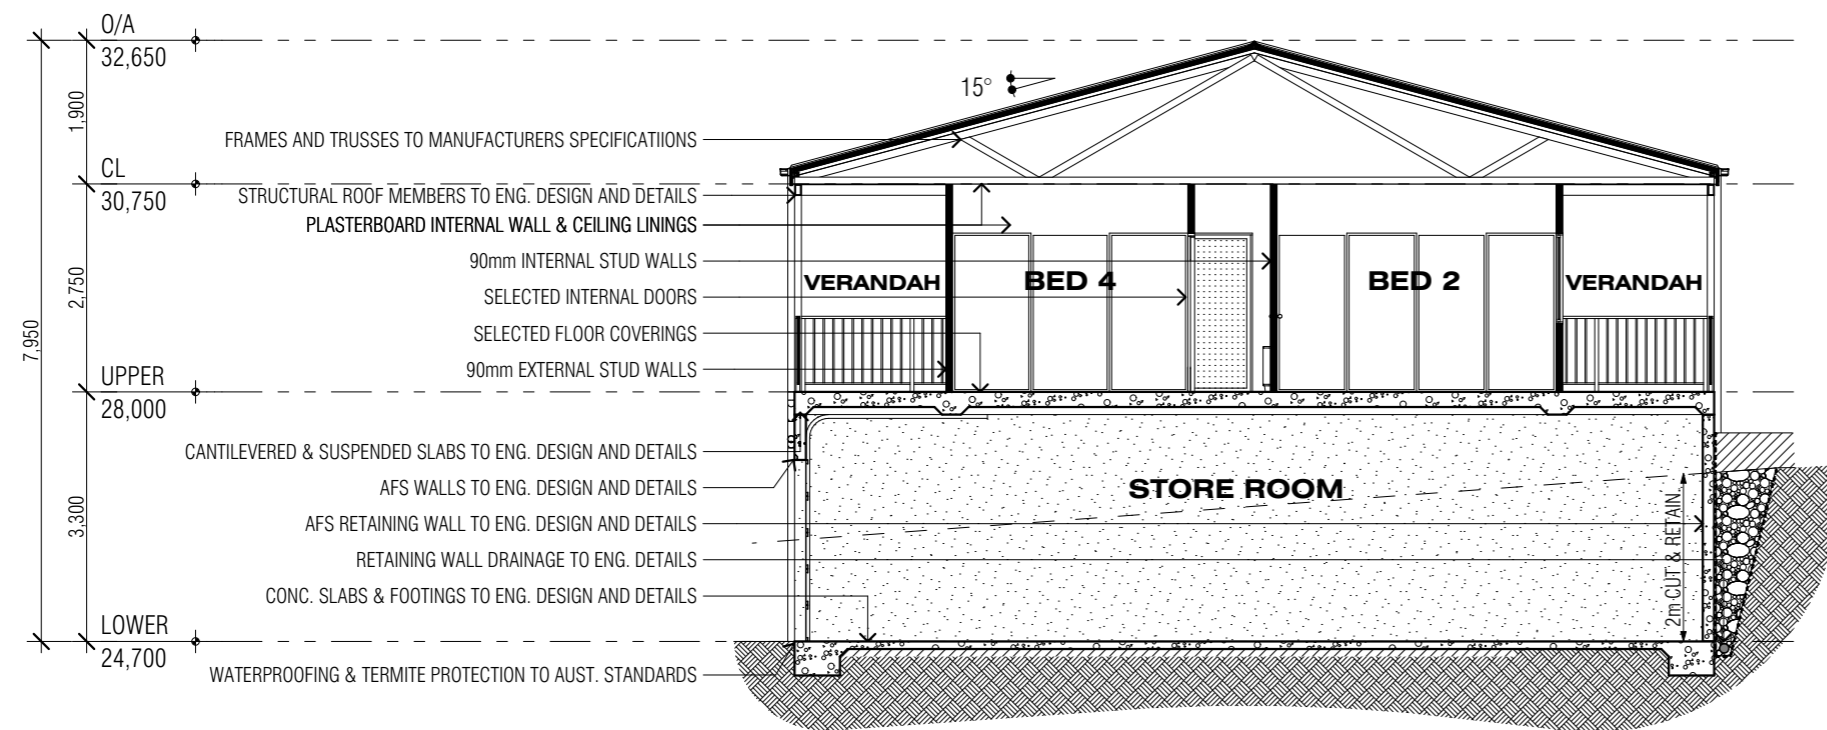 O/A
32,650
15°
1,900
FRAMES AND TRUSSES TO MANUFACTURERS SPECIFICATIIONS
CL
30,750
STRUCTURAL ROOF MEMBERS TO ENG. DESIGN AND DETAILS
PLASTERBOARD INTERNAL WALL & CEILING LININGS
90mm INTERNAL STUD WALLS
VERANDAH
BED 4
BED 2
VERANDAH
2,750
SELECTED INTERNAL DOORS
7,950
SELECTED FLOOR COVERINGS
90mm EXTERNAL STUD WALLS
UPPER
28,000
CANTILEVERED & SUSPENDED SLABS TO ENG. DESIGN AND DETAILS
AFS WALLS TO ENG. DESIGN AND DETAILS
STORE ROOM
3,300
AFS RETAINING WALL TO ENG. DESIGN AND DETAILS
RETAINING WALL DRAINAGE TO ENG. DETAILS
2m CUT & RETAIN
CONC. SLABS & FOOTINGS TO ENG. DESIGN AND DETAILS
LOWER
24,700
WATERPROOFING & TERMITE PROTECTION TO AUST. STANDARDS